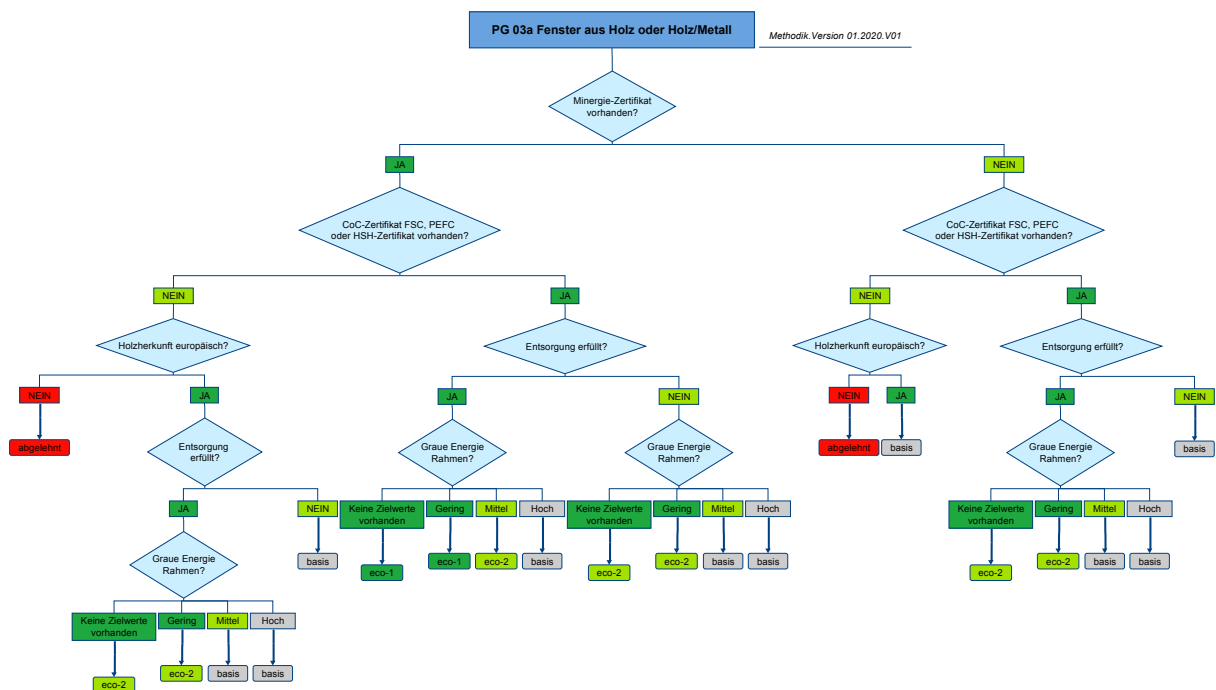 PG 03a Fenster aus Holz oder Holz/Metall
Methodik.Version 01.2020.V01
Minergie-Zertifikat
vorhanden?
JA
NEIN
CoC-Zertifikat FSC, PEFC
oder HSH-Zertifikat vorhanden?
CoC-Zertifikat FSC, PEFC
oder HSH-Zertifikat vorhanden?
NEIN
JA
NEIN
JA
Holzherkunft europäisch?
Entsorgung erfüllt?
Holzherkunft europäisch?
Entsorgung erfüllt?
NEIN
JA
JA
NEIN
NEIN
JA
JA
NEIN
abgelehnt
Entsorgung
erfüllt?
Graue Energie
Rahmen?
Graue Energie
Rahmen?
abgelehnt
basis
Graue Energie
Rahmen?
basis
JA
NEIN
Keine Zielwerte
vorhanden
Gering
Mittel
Hoch
Keine Zielwerte
vorhanden
Gering
Mittel
Hoch
Keine Zielwerte
vorhanden
Gering
Mittel
Hoch
basis
eco-1
eco-1
eco-2
basis
eco-2
eco-2
basis
basis
eco-2
eco-2
basis
basis
Graue Energie
Rahmen?
Keine Zielwerte
vorhanden
Gering
Mittel
Hoch
eco-2
eco-2
basis
basis